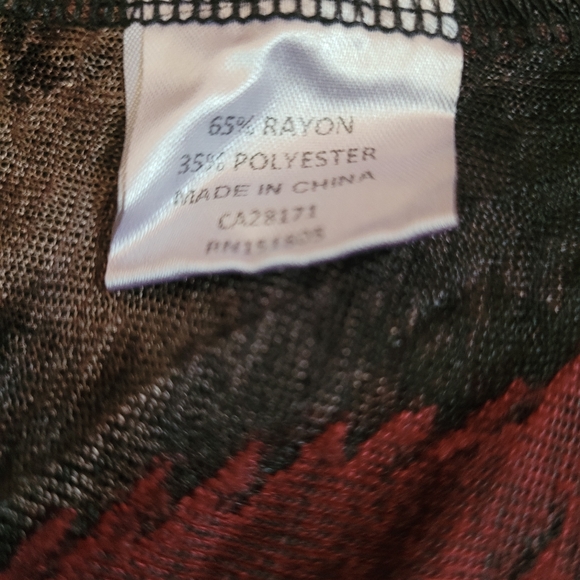 65% RAYON
35% POLYESTER
MADE IN CHINA
CA28171